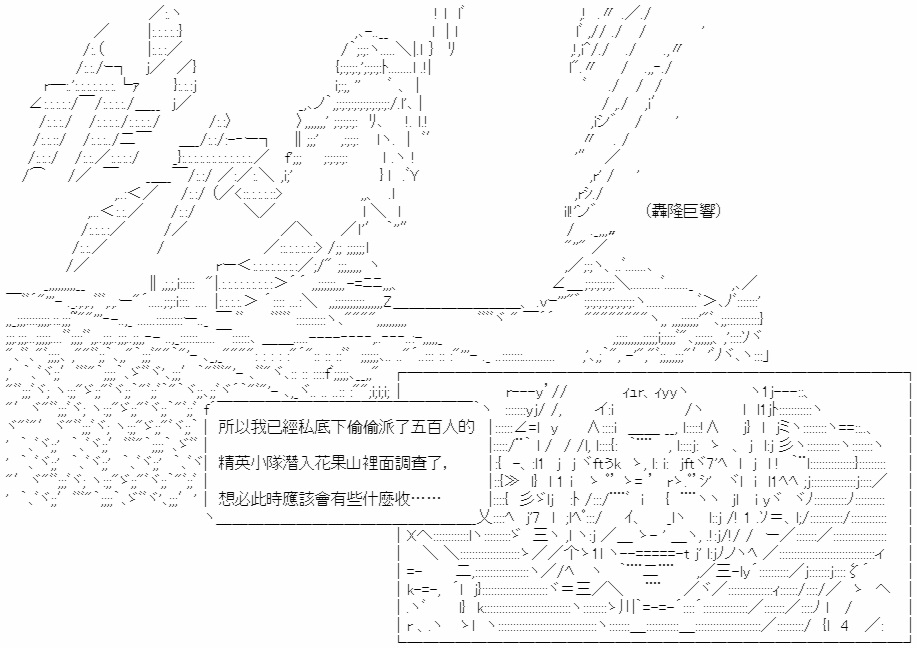 （轟隆巨響）
所以我已經私底下偷偷派了五百人的
精英小隊潛入花果山裡面調查了，
想必此時應該會有些什麼收……